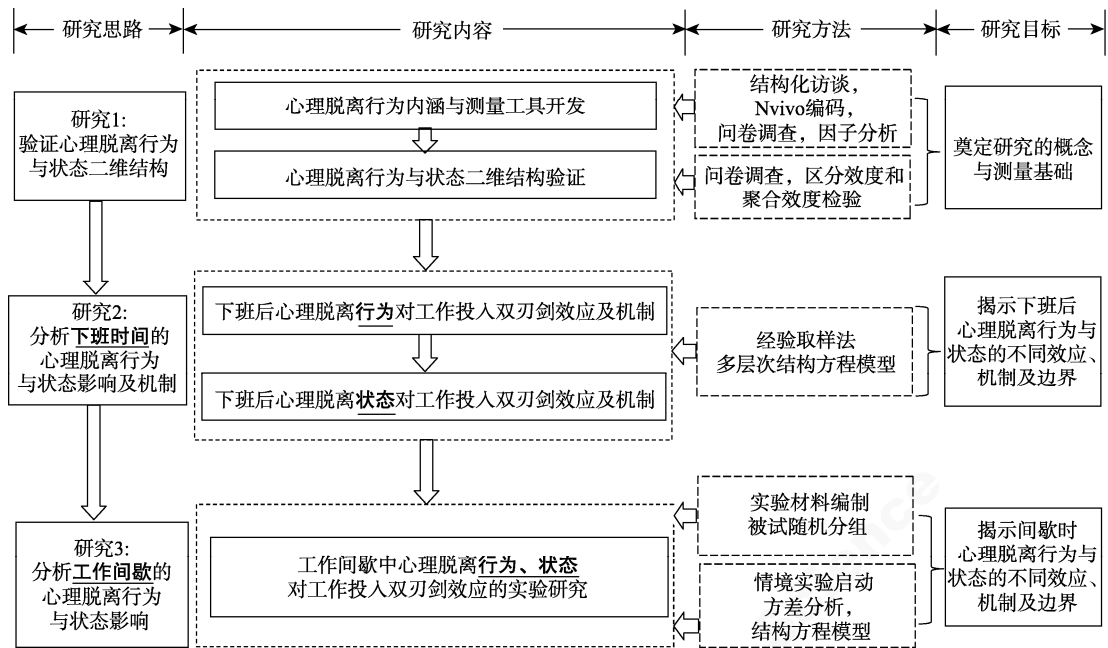 研究思路
研究内容
研究方法
研究目标
研究1:
验证心理脱离行为
与状态二维结构
心理脱离行为内涵与测量工具开发
心理脱离行为与状态二维结构验证
结构化访谈，
Nvivo编码，
问卷调查，因子分析
问卷调查，区分效度和
聚合效度检验
奠定研究的概念
与测量基础
研究2:
分析下班时间的
心理脱离行为
与状态影响及机制
下班后心理脱离行为对工作投入双刃剑效应及机制
下班后心理脱离状态对工作投入双刃剑效应及机制
经验取样法
多层次结构方程模型
揭示下班后
心理脱离行为与
状态的不同效应、
机制及边界
研究3:
分析工作间歇的
心理脱离行为
与状态影响
工作间歇中心理脱离行为、状态
对工作投入双刃剑效应的实验研究
实验材料编制
被试随机分组
情境实验启动
方差分析，
结构方程模型
揭示间歇时
心理脱离行为与
状态的不同效应、
机制及边界